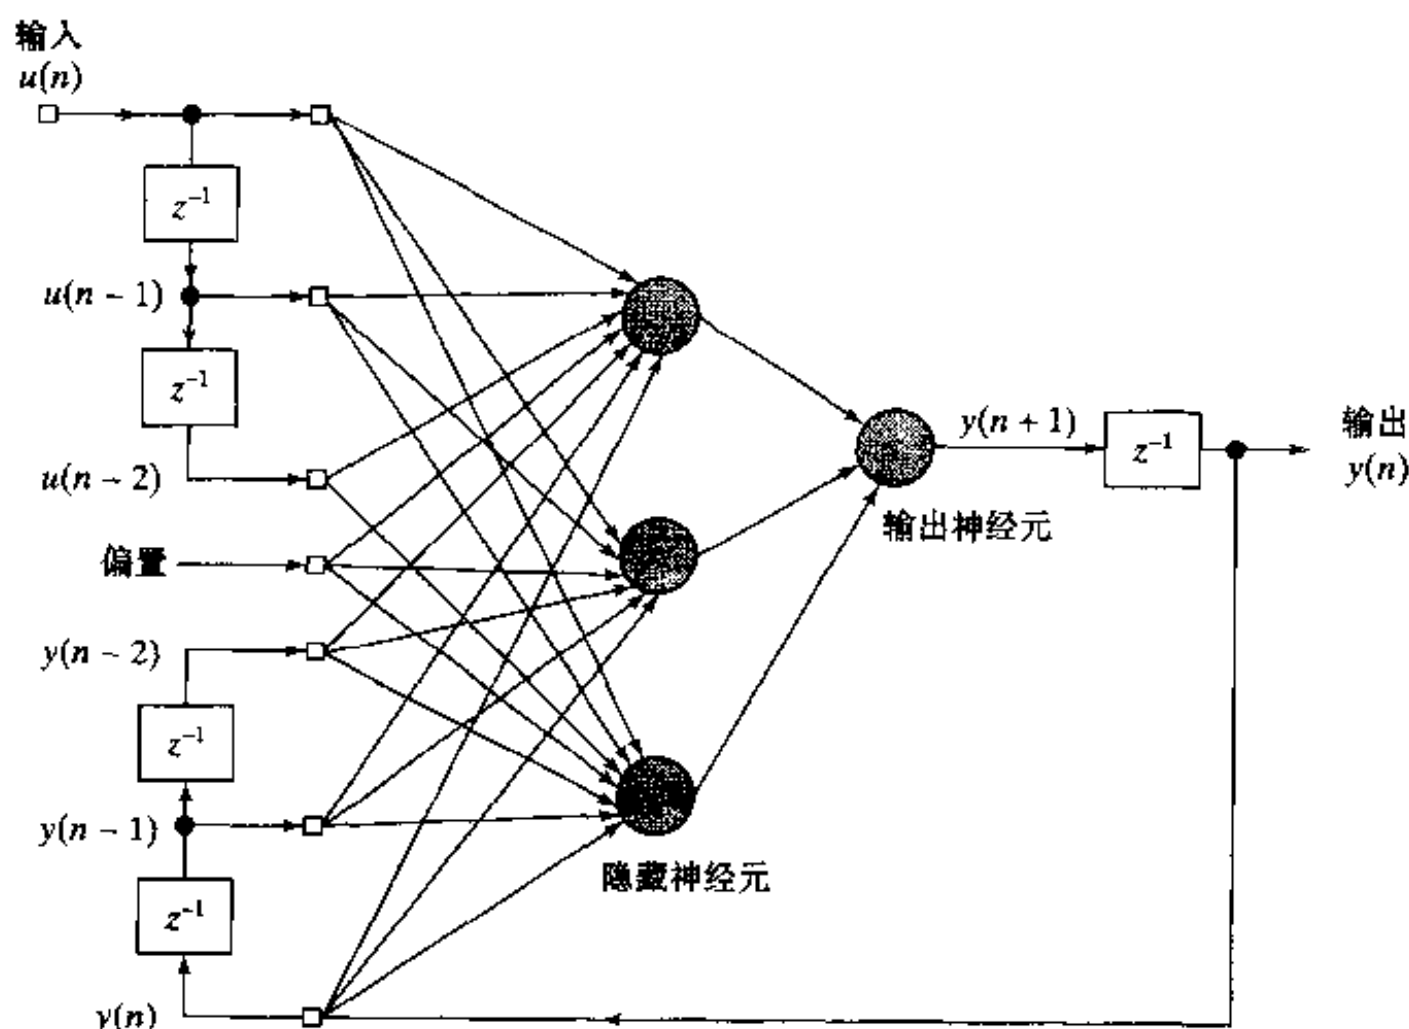 输入
u(n)
z⁻¹
u(n - 1)
z⁻¹
u(n - 2)
偏置
y(n - 2)
z⁻¹
y(n - 1)
z⁻¹
y(n)
隐藏神经元
输出神经元
y(n + 1)
z⁻¹
输出
y(n)